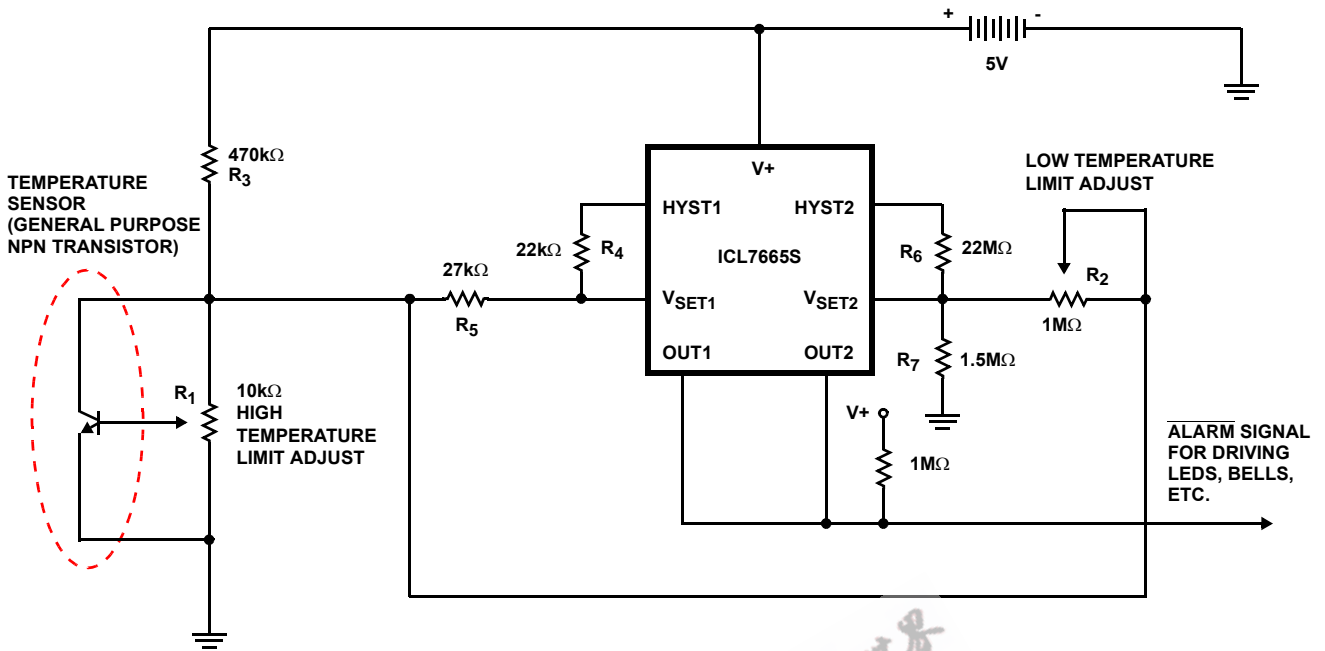 +
-
5V
470kΩ
R3
TEMPERATURE
SENSOR
(GENERAL PURPOSE
NPN TRANSISTOR)
V+
LOW TEMPERATURE
LIMIT ADJUST
HYST1
HYST2
22kΩ
R4
ICL7665S
R6
22MΩ
27kΩ
R5
VSET1
VSET2
R2
1MΩ
OUT1
OUT2
R7
1.5MΩ
R1
10kΩ
HIGH
TEMPERATURE
LIMIT ADJUST
V+
1MΩ
ALARM SIGNAL
FOR DRIVING
LEDS, BELLS,
ETC.